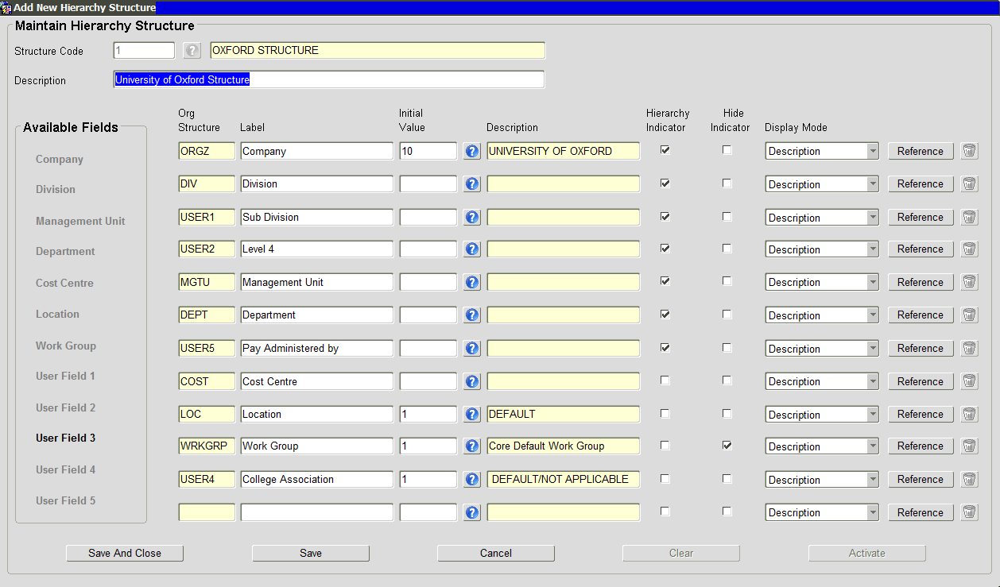 Add New Hierarchy Structure
Maintain Hierarchy Structure
Structure Code 1 ? OXFORD STRUCTURE
Description University of Oxford Structure
Available Fields
Company
Division
Management Unit
Department
Cost Centre
Location
Work Group
User Field 1
User Field 2
User Field 3
User Field 4
User Field 5
Org Structure Label Initial Value Description Hierarchy Indicator Hide Indicator Display Mode
ORGZ Company 10 ? UNIVERSITY OF OXFORD Description Reference
DIV Division ? Description Reference
USER1 Sub Division ? Description Reference
USER2 Level 4 ? Description Reference
MGTU Management Unit ? Description Reference
DEPT Department ? Description Reference
USER5 Pay Administered by ? Description Reference
COST Cost Centre ? Description Reference
LOC Location 1 ? DEFAULT Description Reference
WRKGRP Work Group 1 ? Core Default Work Group Description Reference
USER4 College Association 1 ? DEFAULT/NOT APPLICABLE Description Reference
? Description Reference
Save And Close Save Cancel Clear Activate